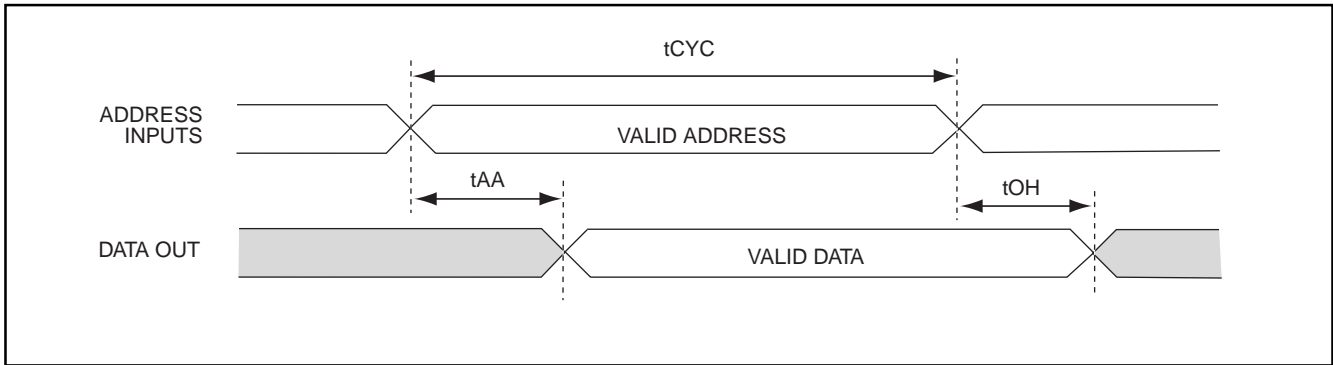 tCYC
ADDRESS
INPUTS
VALID ADDRESS
tAA
tOH
DATA OUT
VALID DATA